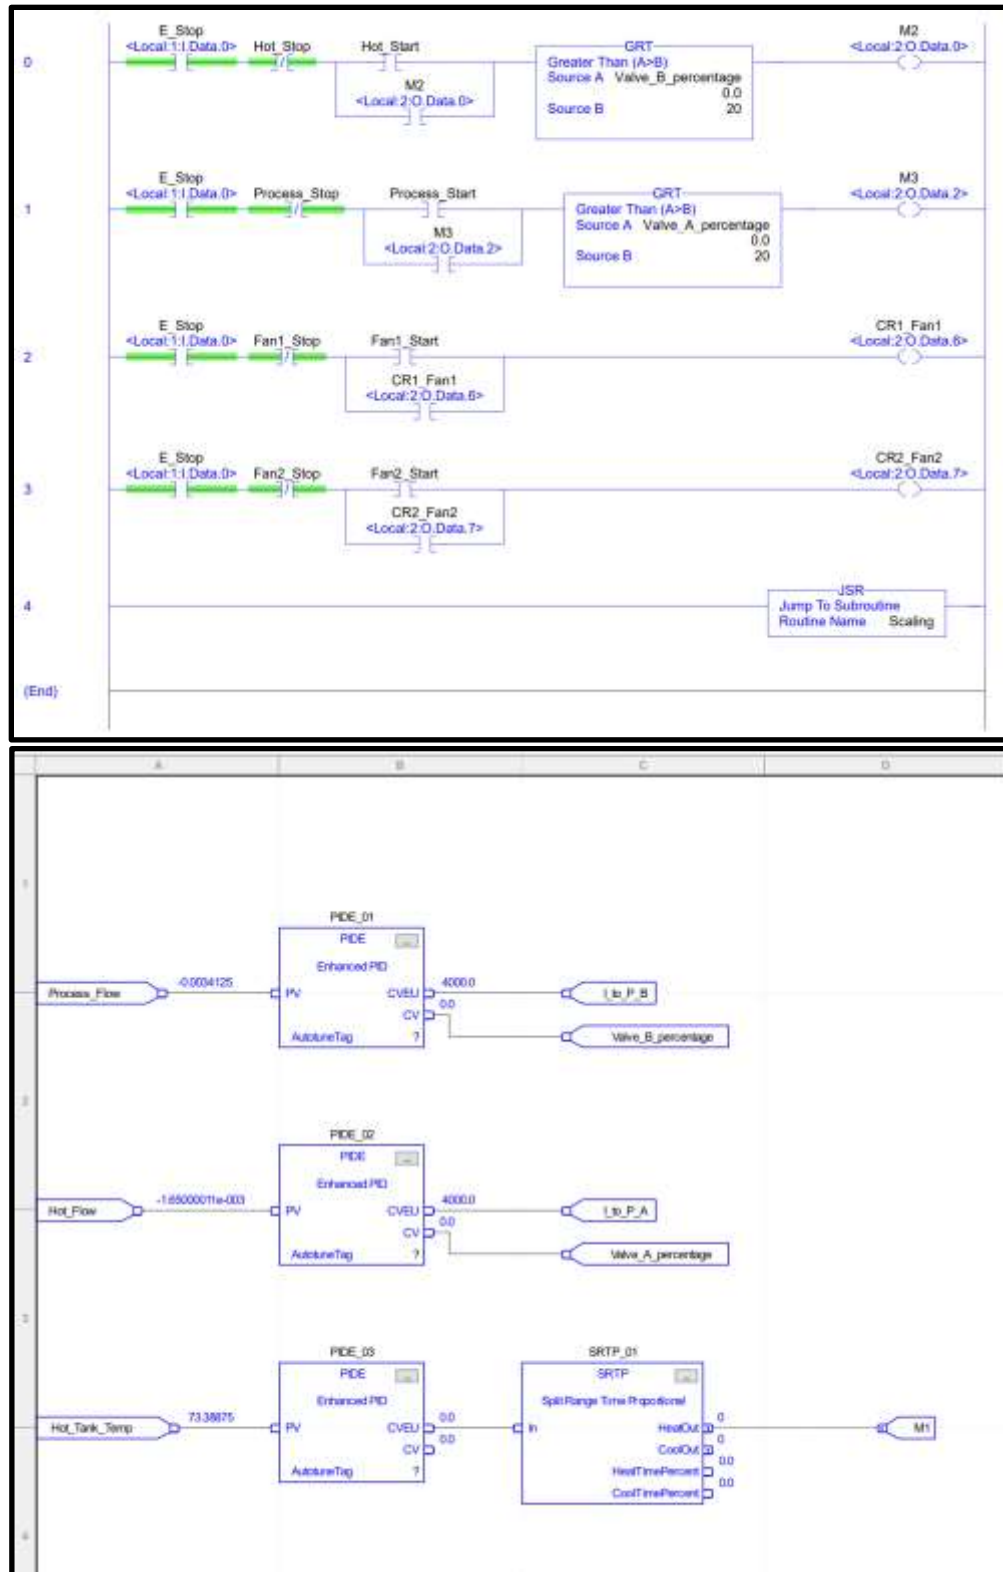 E_Stop
<Local:1:I.Data.0> Hot_Stop Hot_Start
M2
<Local:2:O.Data.0>
0
GRT
Greater Than (A>B)
Source A Valve_B_percentage
0.0
Source B 20
M2
<Local:2:O.Data.0>
E_Stop
<Local:1:I.Data.0> Process_Stop Process_Start
M3
<Local:2:O.Data.2>
1
GRT
Greater Than (A>B)
Source A Valve_A_percentage
0.0
Source B 20
M3
<Local:2:O.Data.2>
E_Stop
<Local:1:I.Data.0> Fan1_Stop Fan1_Start
CR1_Fan1
<Local:2:O.Data.6>
2
CR1_Fan1
<Local:2:O.Data.6>
E_Stop
<Local:1:I.Data.0> Fan2_Stop Fan2_Start
CR2_Fan2
<Local:2:O.Data.7>
3
CR2_Fan2
<Local:2:O.Data.7>
4
JSR
Jump To Subroutine
Routine Name Scaling
(End)
A B C D
1
PIDE_01
PIDE ...
Enhanced PID
Process_Flow -0.0034125 PV CVEU 4000.0 I_to_P_B
CV 0.0 Valve_B_percentage
AutotuneTag ?
2
PIDE_02
PIDE ...
Enhanced PID
Hot_Flow -1.65000011e-003 PV CVEU 4000.0 I_to_P_A
CV 0.0 Valve_A_percentage
AutotuneTag ?
3
PIDE_03 SRTP_01
PIDE ... SRTP ...
Enhanced PID Split Range Time Proportional
Hot_Tank_Temp 73.38675 PV CVEU 0.0 In HeatOut 0 M1
CV 0.0 CoolOut 0
AutotuneTag ? HeatTimePercent 0.0
CoolTimePercent 0.0
4